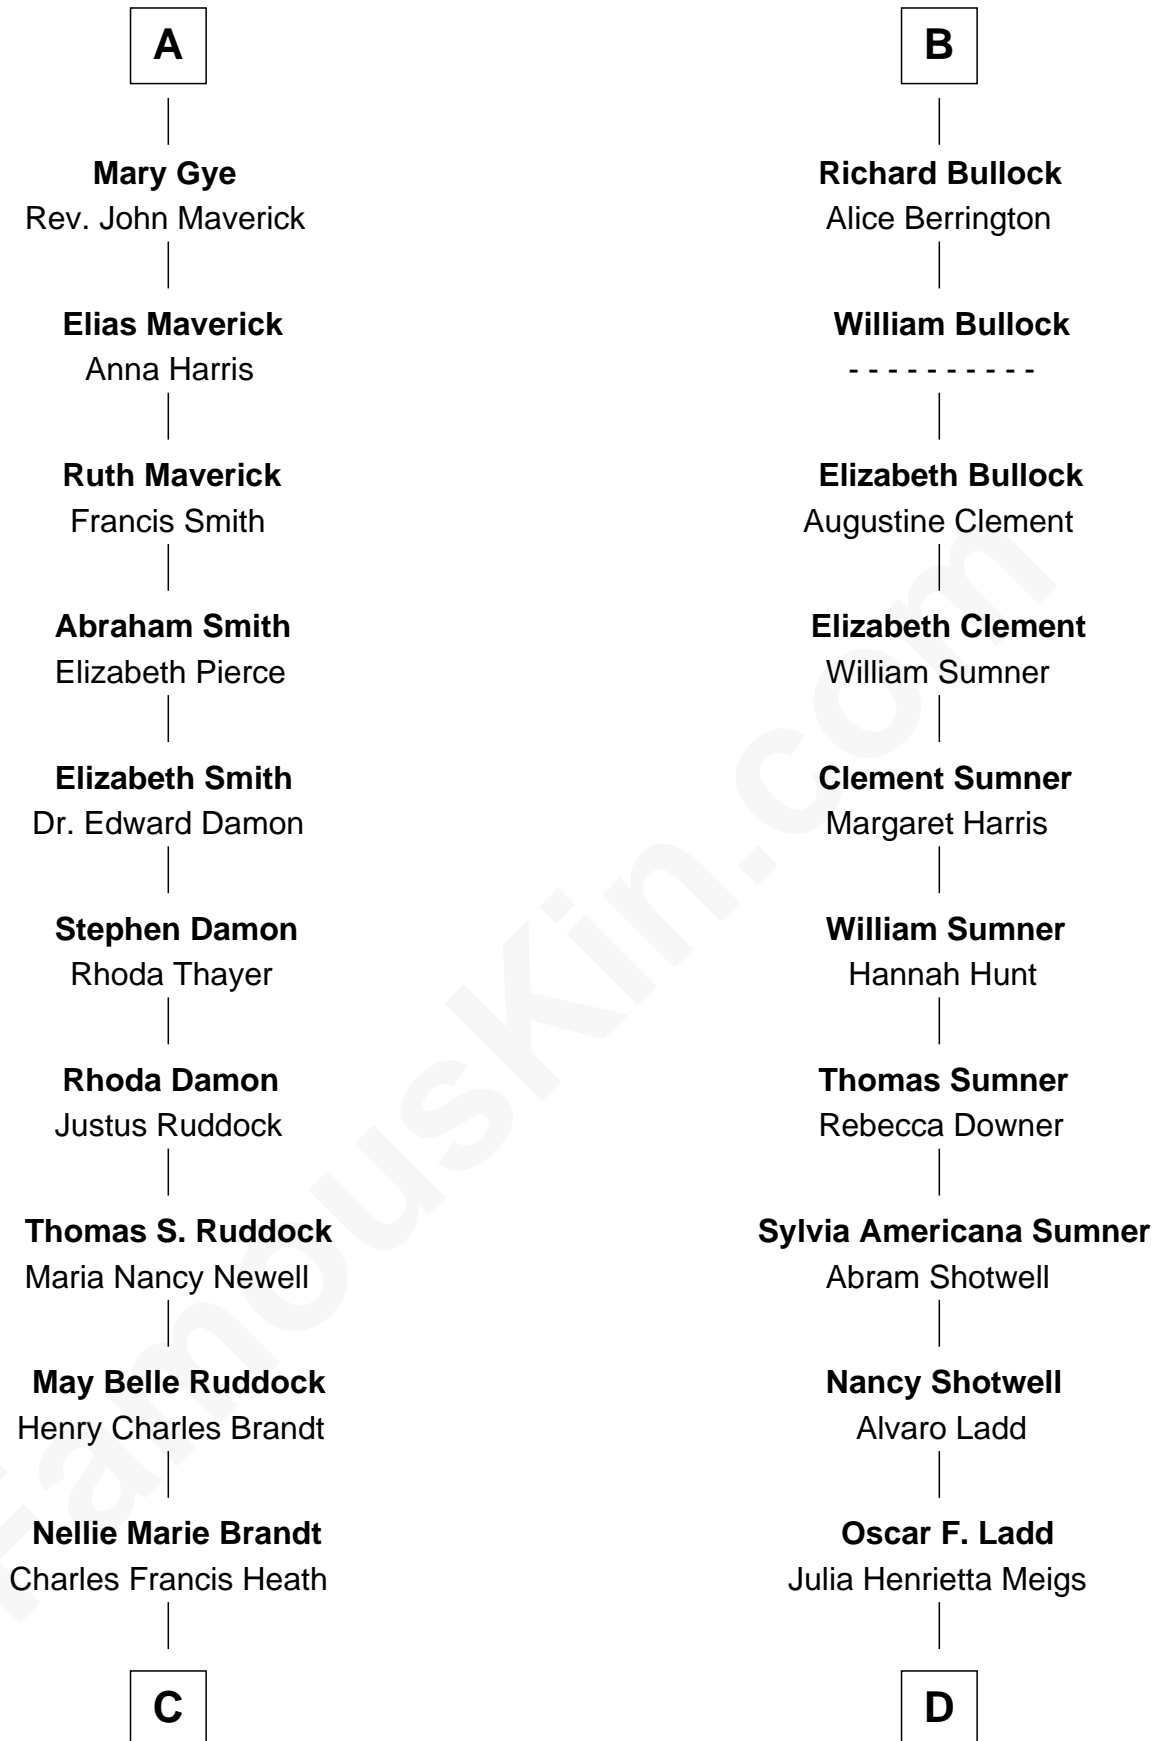 A
Mary Gye
Rev. John Maverick
Elias Maverick
Anna Harris
Ruth Maverick
Francis Smith
Abraham Smith
Elizabeth Pierce
Elizabeth Smith
Dr. Edward Damon
Stephen Damon
Rhoda Thayer
Rhoda Damon
Justus Ruddock
Thomas S. Ruddock
Maria Nancy Newell
May Belle Ruddock
Henry Charles Brandt
Nellie Marie Brandt
Charles Francis Heath
C
B
Richard Bullock
Alice Berrington
William Bullock
- - - - - - - - - -
Elizabeth Bullock
Augustine Clement
Elizabeth Clement
William Sumner
Clement Sumner
Margaret Harris
William Sumner
Hannah Hunt
Thomas Sumner
Rebecca Downer
Sylvia Americana Sumner
Abram Shotwell
Nancy Shotwell
Alvaro Ladd
Oscar F. Ladd
Julia Henrietta Meigs
D
FamousKin.com